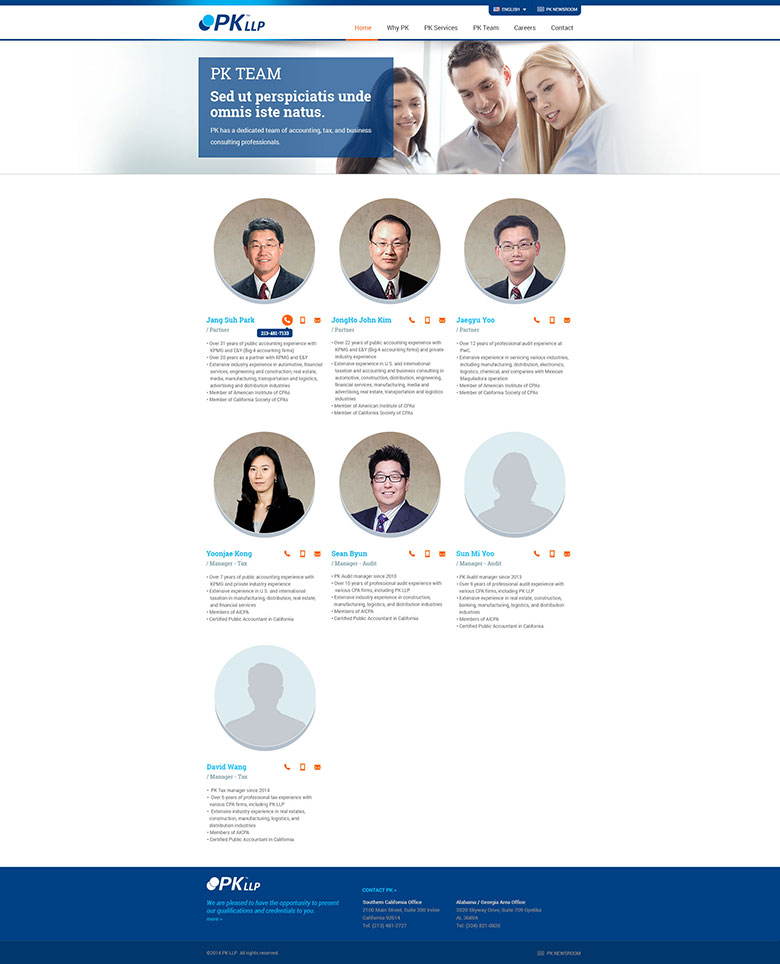 ENGLISH
PK NEWSROOM
PK LLP
Home
Why PK
PK Services
PK Team
Careers
Contact
PK TEAM
Sed ut perspiciatis unde
omnis iste natus.
PK has a dedicated team of accounting, tax, and business
consulting professionals.
Jang Suh Park
213-481-7133
/ Partner
• Over 31 years of public accounting experience with
KPMG and E&Y (Big-4 accounting firms)
• Over 20 years as a partner with KPMG and E&Y
• Extensive industry experience in automotive, financial
services, engineering and construction, real estate,
media, manufacturing, transportation and logistics,
advertising and distribution industries
• Member of American Institute of CPAs
• Member of California Society of CPAs
JongHo John Kim
/ Partner
• Over 22 years of public accounting experience with
KPMG and E&Y (Big-4 accounting firms) and private
industry experience
• Extensive experience in U.S. and international
taxation and accounting and business consulting in
automotive, construction, distribution, engineering,
financial services, manufacturing, media and
advertising, real estate, transportation and logistics
industries
• Member of American Institute of CPAs
• Member of California Society of CPAs
Jaegyu Yoo
/ Partner
• Over 12 years of professional audit experience at
PwC.
• Extensive experience in servicing various industries,
including manufacturing, distribution, electronics,
logistics, chemical, and companies with Mexican
Maquiladora operation
• Member of American Institute of CPAs
• Member of California Society of CPAs
Yoonjae Kong
/ Manager - Tax
• Over 7 years of public accounting experience with
KPMG and private industry experience
• Extensive experience in U.S. and international
taxation in manufacturing, distribution, real estate,
and financial services
• Members of AICPA
• Certified Public Accountant in California
Sean Byun
/ Manager - Audit
• PK Audit manager since 2010
• Over 10 years of professional audit experience with
various CPA firms, including PK LLP
• Extensive industry experience in construction,
manufacturing, logistics, and distribution industries
• Members of AICPA
• Certified Public Accountant in California
Sun Mi Yoo
/ Manager - Audit
• PK Audit manager since 2013
• Over 9 years of professional audit experience with
various CPA firms, including PK LLP
• Extensive experience in real estate, construction,
banking, manufacturing, logistics, and distribution
industries
• Members of AICPA
• Certified Public Accountant in California
David Wang
/ Manager - Tax
• PK Tax manager since 2014
• Over 6 years of professional tax experience with
various CPA firms, including PK LLP
• Extensive industry experience in real estates,
construction, manufacturing, logistics, and
distribution industries
• Members of AICPA
• Certified Public Accountant in California
PK LLP
We are pleased to have the opportunity to present
our qualifications and credentials to you.
more »
CONTACT PK »
Southern California Office
2150 Main Street, Suite 200 Irvine
California 92614
Tel: (213) 481-2727
Alabama / Georgia Area Office
3320 Skyway Drive, Suite 709 Opelika
AL 36804
Tel: (334) 821-0826
©2014 PK LLP. All rights reserved.
PK NEWSROOM